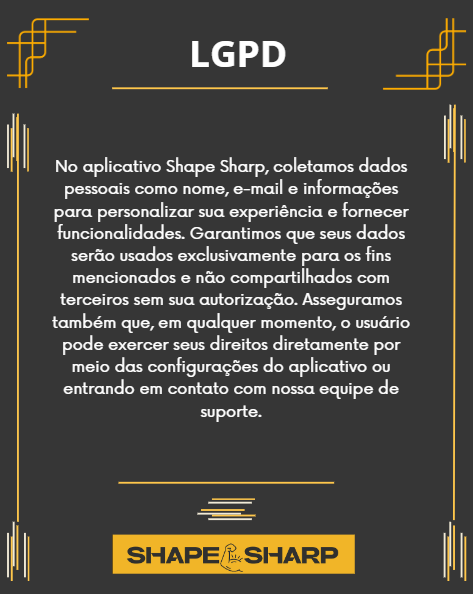 LGPD
No aplicativo Shape Sharp, coletamos dados
pessoais como nome, e-mail e informações
para personalizar sua experiência e fornecer
funcionalidades. Garantimos que seus dados
serão usados exclusivamente para os fins
mencionados e não compartilhados com
terceiros sem sua autorização. Asseguramos
também que, em qualquer momento, o usuário
pode exercer seus direitos diretamente por
meio das configurações do aplicativo ou
entrando em contato com nossa equipe de
suporte.
SHAPE SHARP